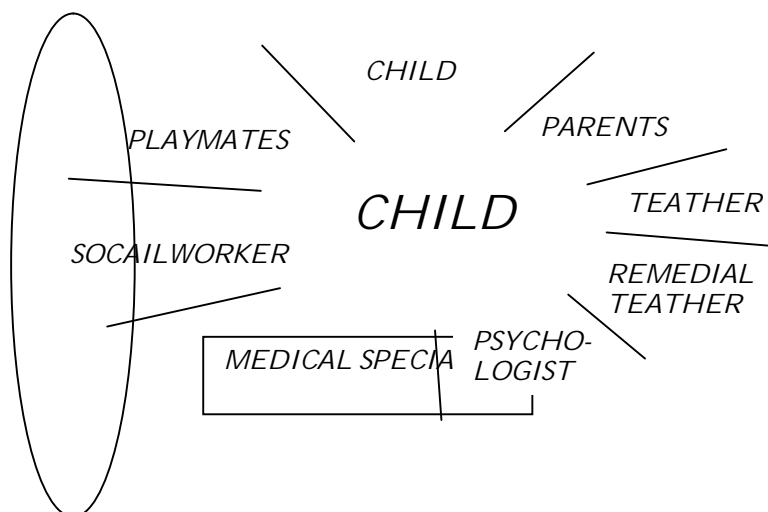 CHILD
PLAYMATES
PARENTS
CHILD
TEATHER
SOCAILWORKER
REMEDIAL
TEATHER
MEDICAL SPECIA
PSYCHO-
LOGIST